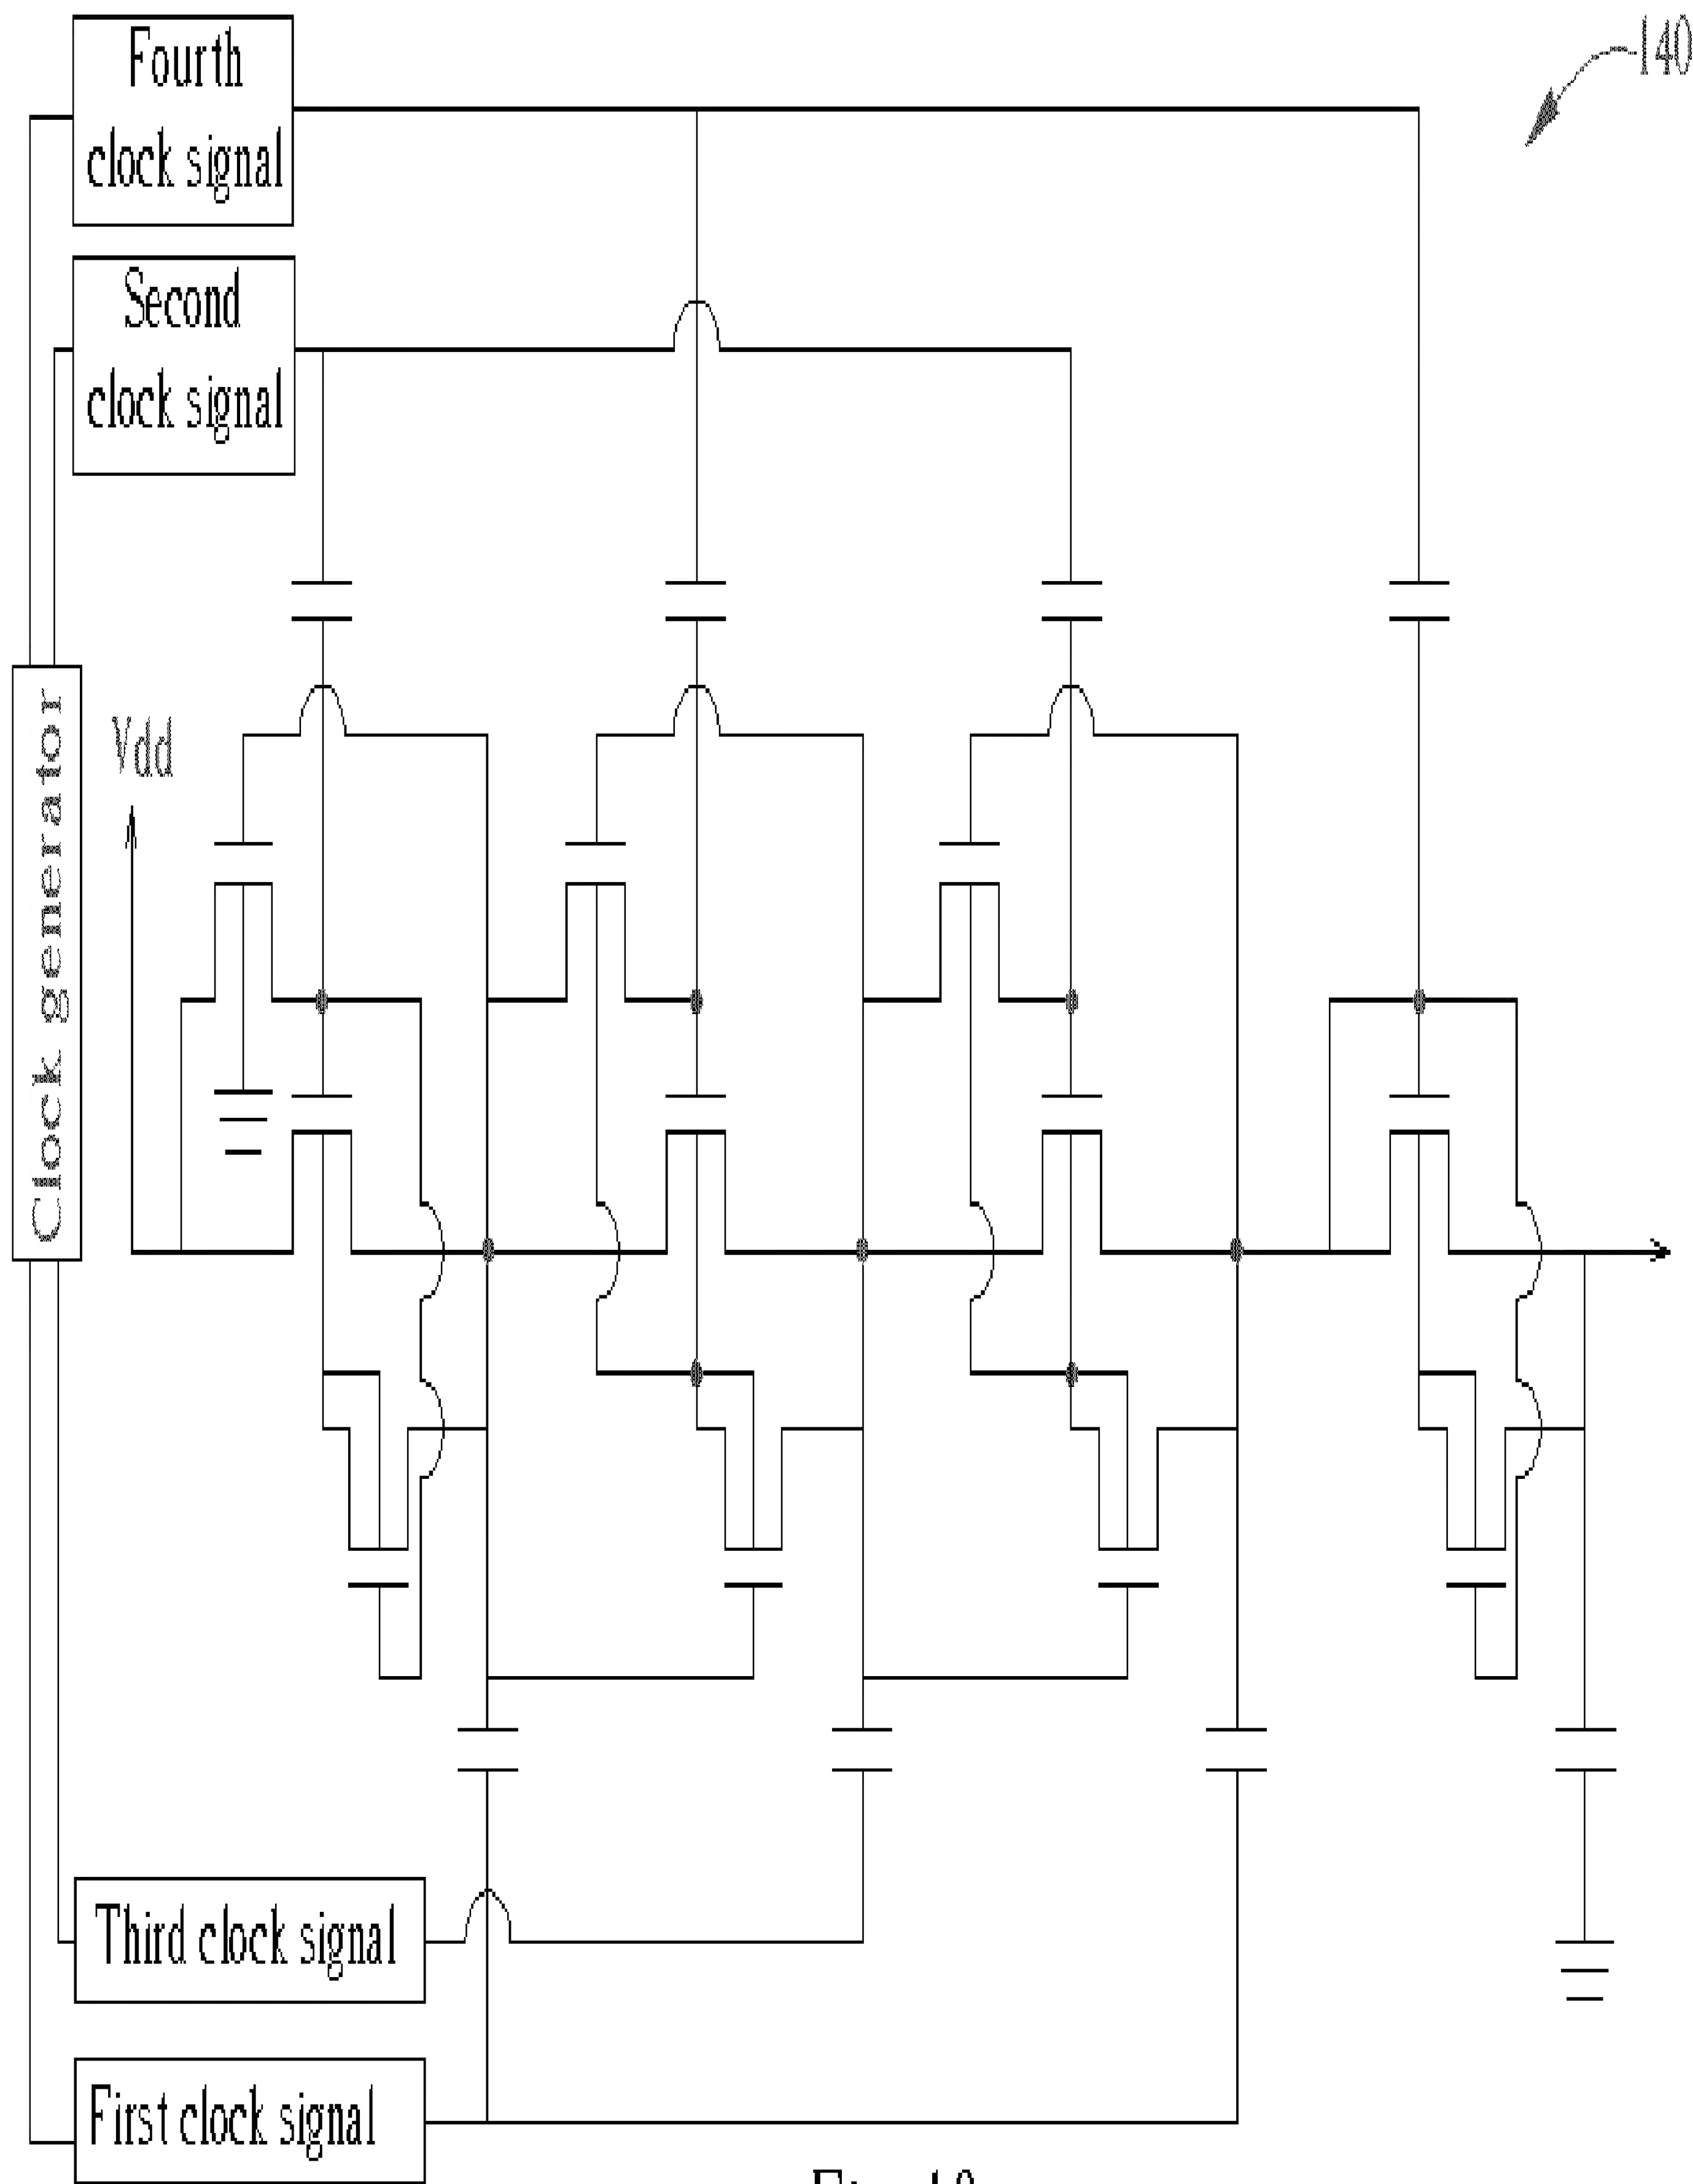 Fourth
clock signal
140
Second
clock signal
Clock generator
Vdd
Third clock signal
First clock signal